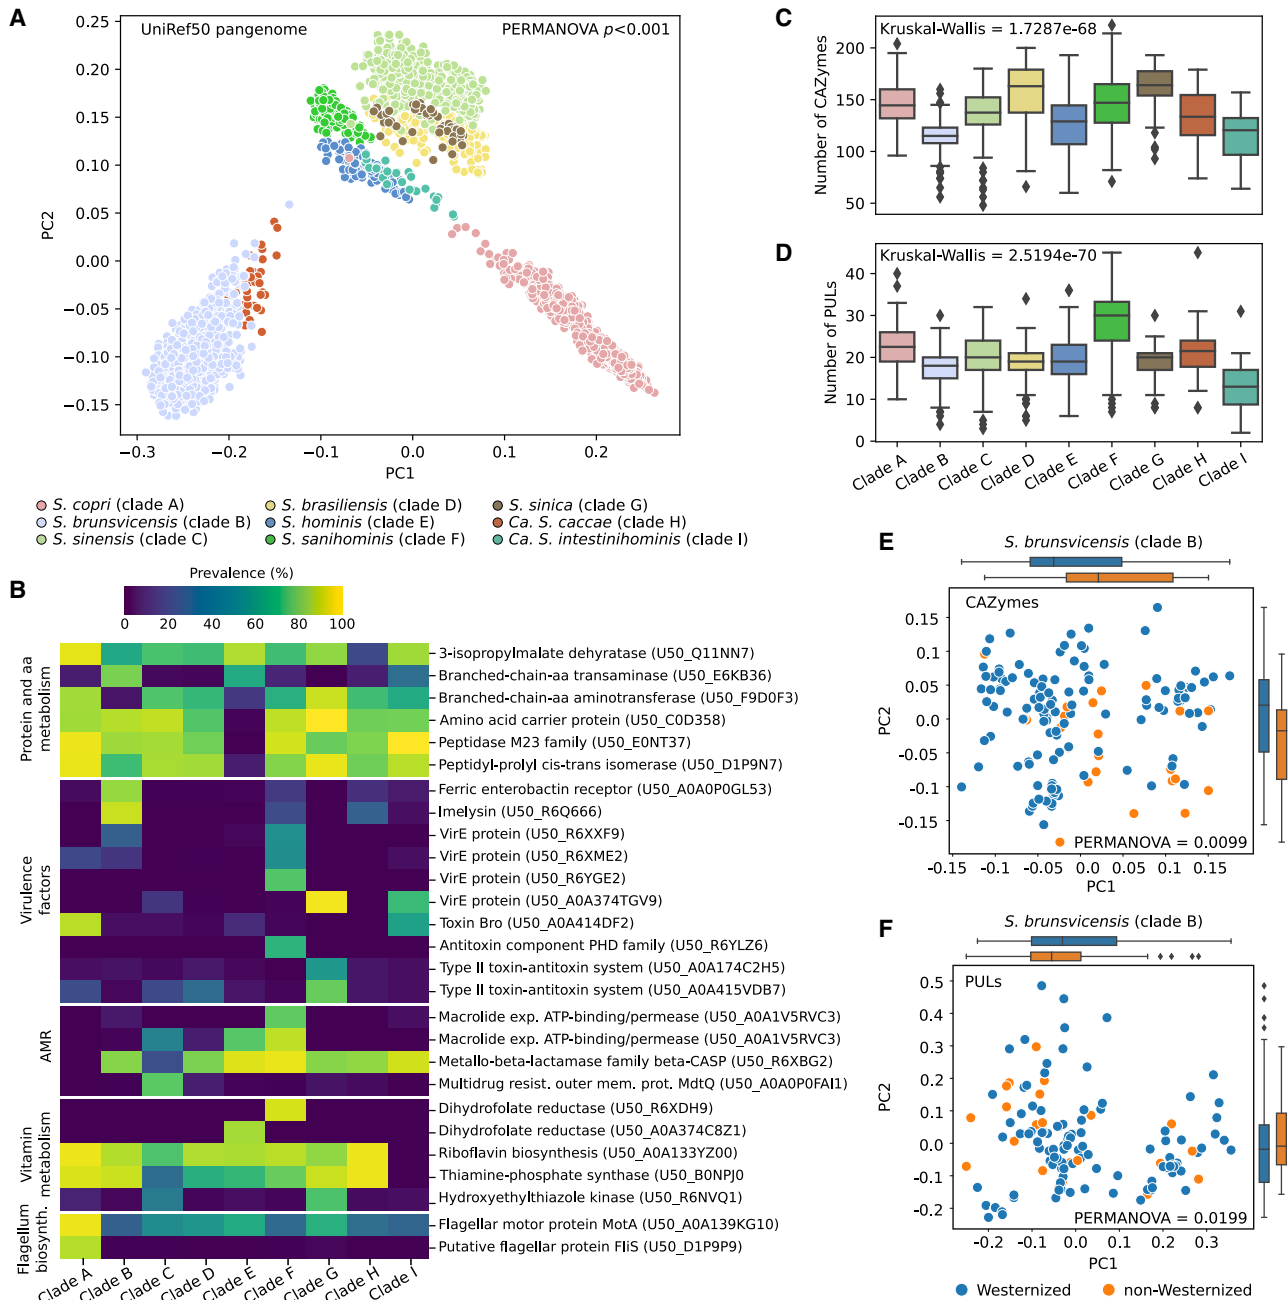 A
UniRef50 pangenome
PERMANOVA p<0.001
0.25
0.20
0.15
0.10
0.05
0.00
−0.05
−0.10
−0.15
PC2
−0.3
−0.2
−0.1
0.0
0.1
0.2
PC1
S. copri (clade A)
S. brunsvicensis (clade B)
S. sinensis (clade C)
S. brasiliensis (clade D)
S. hominis (clade E)
S. sanihominis (clade F)
S. sinica (clade G)
Ca. S. caccae (clade H)
Ca. S. intestinihominis (clade I)
B
Prevalence (%)
0 20 40 60 80 100
Protein and aa
metabolism
3-isopropylmalate dehyratase (U50_Q11NN7)
Branched-chain-aa transaminase (U50_E6KB36)
Branched-chain-aa aminotransferase (U50_F9D0F3)
Amino acid carrier protein (U50_C0D358)
Peptidase M23 family (U50_E0NT37)
Peptidyl-prolyl cis-trans isomerase (U50_D1P9N7)
Virulence
factors
Ferric enterobactin receptor (U50_A0A0P0GL53)
Imelysin (U50_R6Q666)
VirE protein (U50_R6XXF9)
VirE protein (U50_R6XME2)
VirE protein (U50_R6YGE2)
VirE protein (U50_A0A374TGV9)
Toxin Bro (U50_A0A414DF2)
Antitoxin component PHD family (U50_R6YLZ6)
Type II toxin-antitoxin system (U50_A0A174C2H5)
Type II toxin-antitoxin system (U50_A0A415VDB7)
AMR
Macrolide exp. ATP-binding/permease (U50_A0A1V5RVC3)
Macrolide exp. ATP-binding/permease (U50_A0A1V5RVC3)
Metallo-beta-lactamase family beta-CASP (U50_R6XBG2)
Multidrug resist. outer mem. prot. MdtQ (U50_A0A0P0FAI1)
Vitamin
metabolism
Dihydrofolate reductase (U50_R6XDH9)
Dihydrofolate reductase (U50_A0A374C8Z1)
Riboflavin biosynthesis (U50_A0A133YZ00)
Thiamine-phosphate synthase (U50_B0NPJ0
Hydroxyethylthiazole kinase (U50_R6NVQ1)
Flagellum
biosynth.
Flagellar motor protein MotA (U50_A0A139KG10)
Putative flagellar protein FliS (U50_D1P9P9)
Clade A Clade B Clade C Clade D Clade E Clade F Clade G Clade H Clade I
C
Kruskal-Wallis = 1.7287e-68
Number of CAZymes
200
150
100
50
D
Kruskal-Wallis = 2.5194e-70
Number of PULs
40
30
20
10
0
Clade A Clade B Clade C Clade D Clade E Clade F Clade G Clade H Clade I
E
S. brunsvicensis (clade B)
CAZymes
PC2
0.15
0.10
0.05
0.0
-0.05
-0.10
-0.15
PERMANOVA = 0.0099
-0.15 -0.10 -0.05 0.0 0.05 0.10 0.15
PC1
F
S. brunsvicensis (clade B)
PULs
PC2
0.5
0.4
0.3
0.2
0.1
0.0
-0.1
-0.2
PERMANOVA = 0.0199
-0.2 -0.1 0.0 0.1 0.2 0.3
PC1
Westernized
non-Westernized